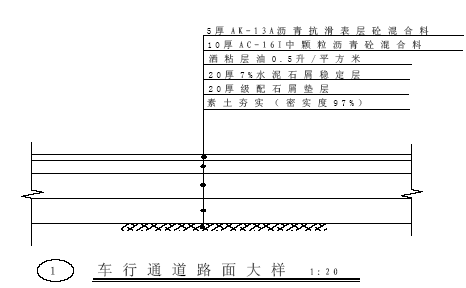 5厚AK-13A沥青抗滑表层砼混合料
10厚AC-16I中颗粒沥青砼混合料
洒粘层油0.5升/平方米
20厚7%水泥石屑稳定层
20厚级配石屑垫层
素土夯实(密实度97%)
1 车行通道路面大样 1:20